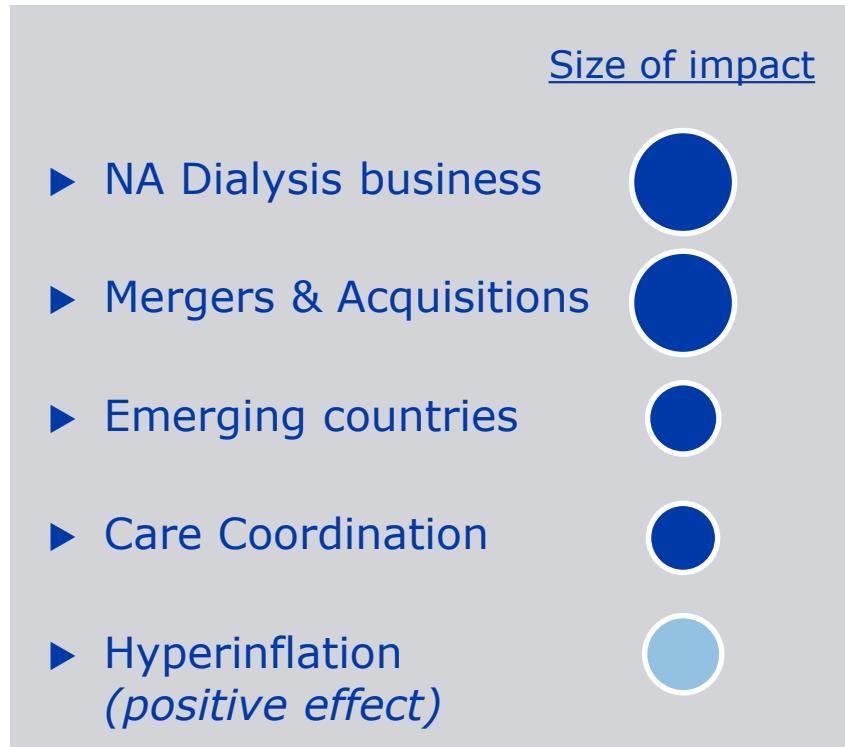 Size of impact
NA Dialysis business
Mergers & Acquisitions
Emerging countries
Care Coordination
Hyperinflation
(positive effect)